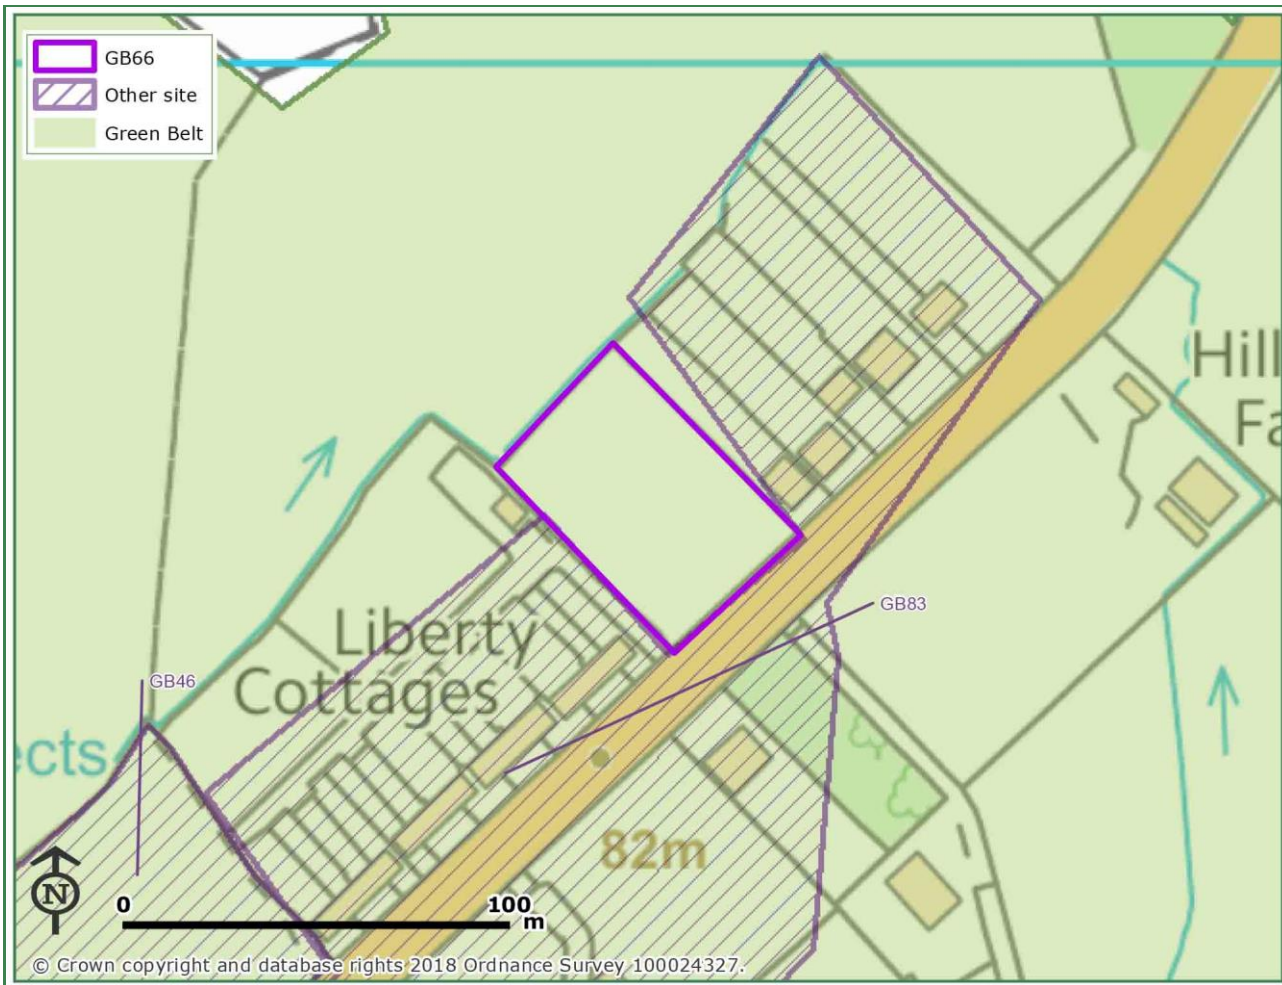 GB66
Other site
Green Belt
Hill
Fa
GB83
Liberty
Cottages
GB46
ects
82m
N
0 100 m
© Crown copyright and database rights 2018 Ordnance Survey 100024327.